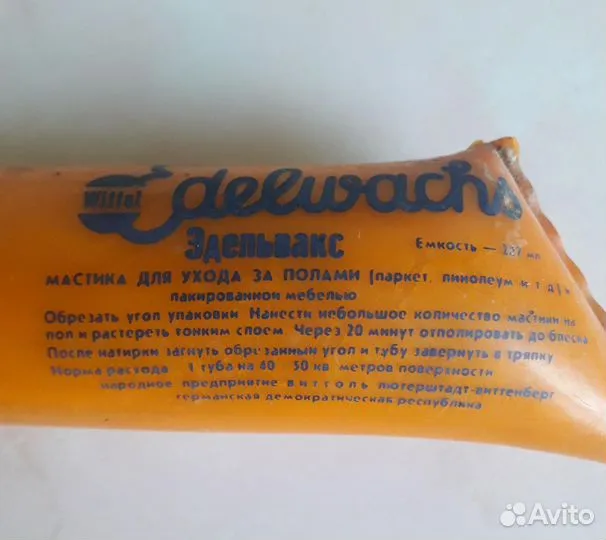 Wittol
Edelwachs
Эдельвакс
Емкость — 237 мл
МАСТИКА ДЛЯ УХОДА ЗА ПОЛАМИ (паркет, линолеум и т.д.) и
лакированной мебелью
Обрезать угол упаковки. Нанести небольшое количество мастики на
пол и растереть тонким слоем. Через 20 минут отполировать до блеска
После натирки загнуть обрезанный угол и тубу завернуть в тряпку
Норма расхода 1 туба на 40 - 50 кв метров поверхности
народное предприятие виттоль лютерштадт-виттенберг
германская демократическая республика
Avito